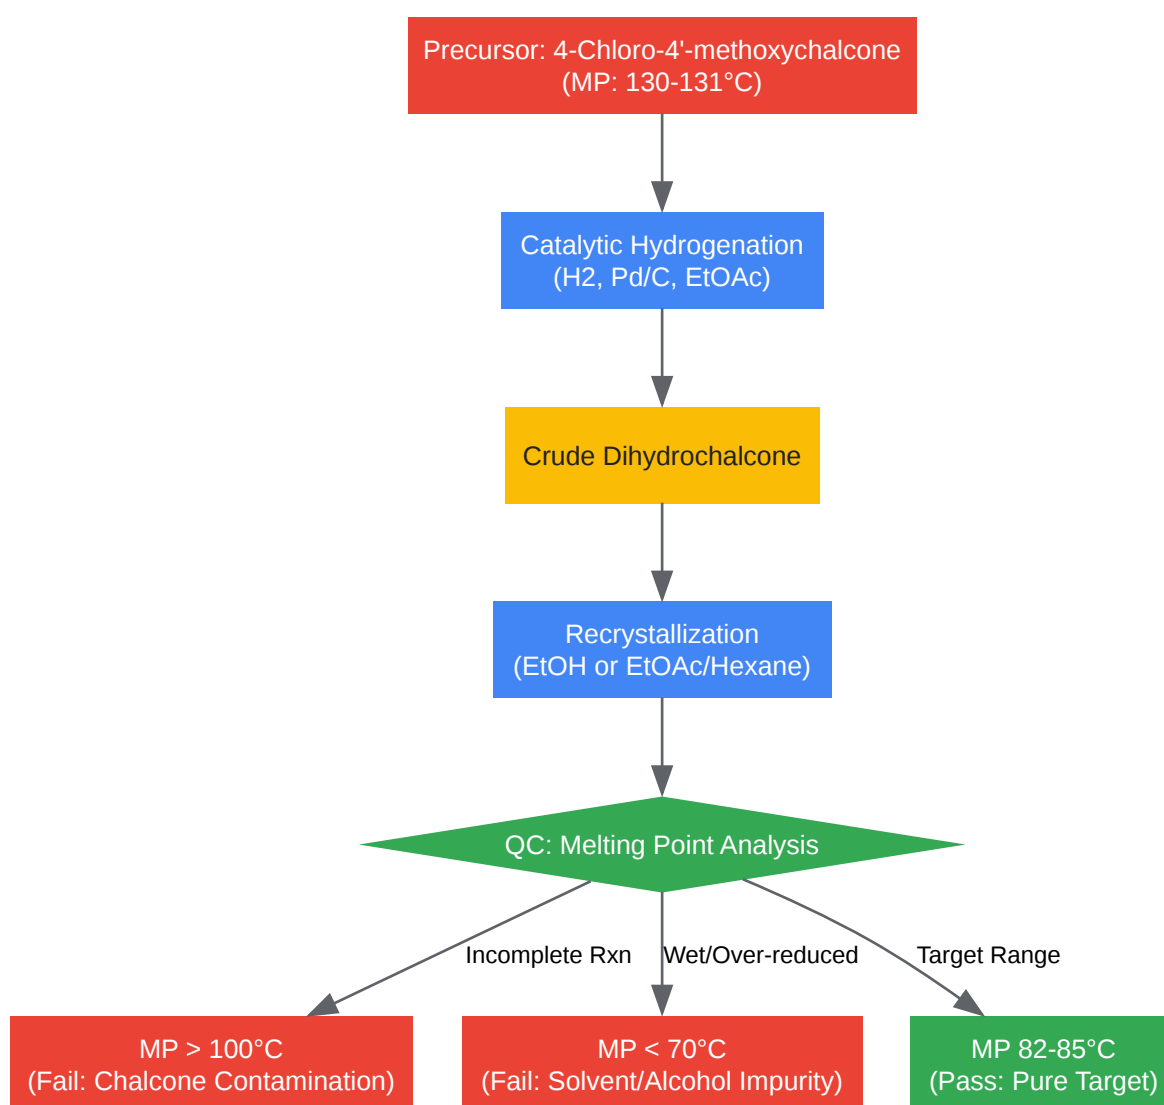 Precursor: 4-Chloro-4'-methoxychalcone
(MP: 130-131°C)
Catalytic Hydrogenation
(H2, Pd/C, EtOAc)
Crude Dihydrochalcone
Recrystallization
(EtOH or EtOAc/Hexane)
QC: Melting Point Analysis
Incomplete Rxn
Wet/Over-reduced
Target Range
MP > 100°C
(Fail: Chalcone Contamination)
MP < 70°C
(Fail: Solvent/Alcohol Impurity)
MP 82-85°C
(Pass: Pure Target)